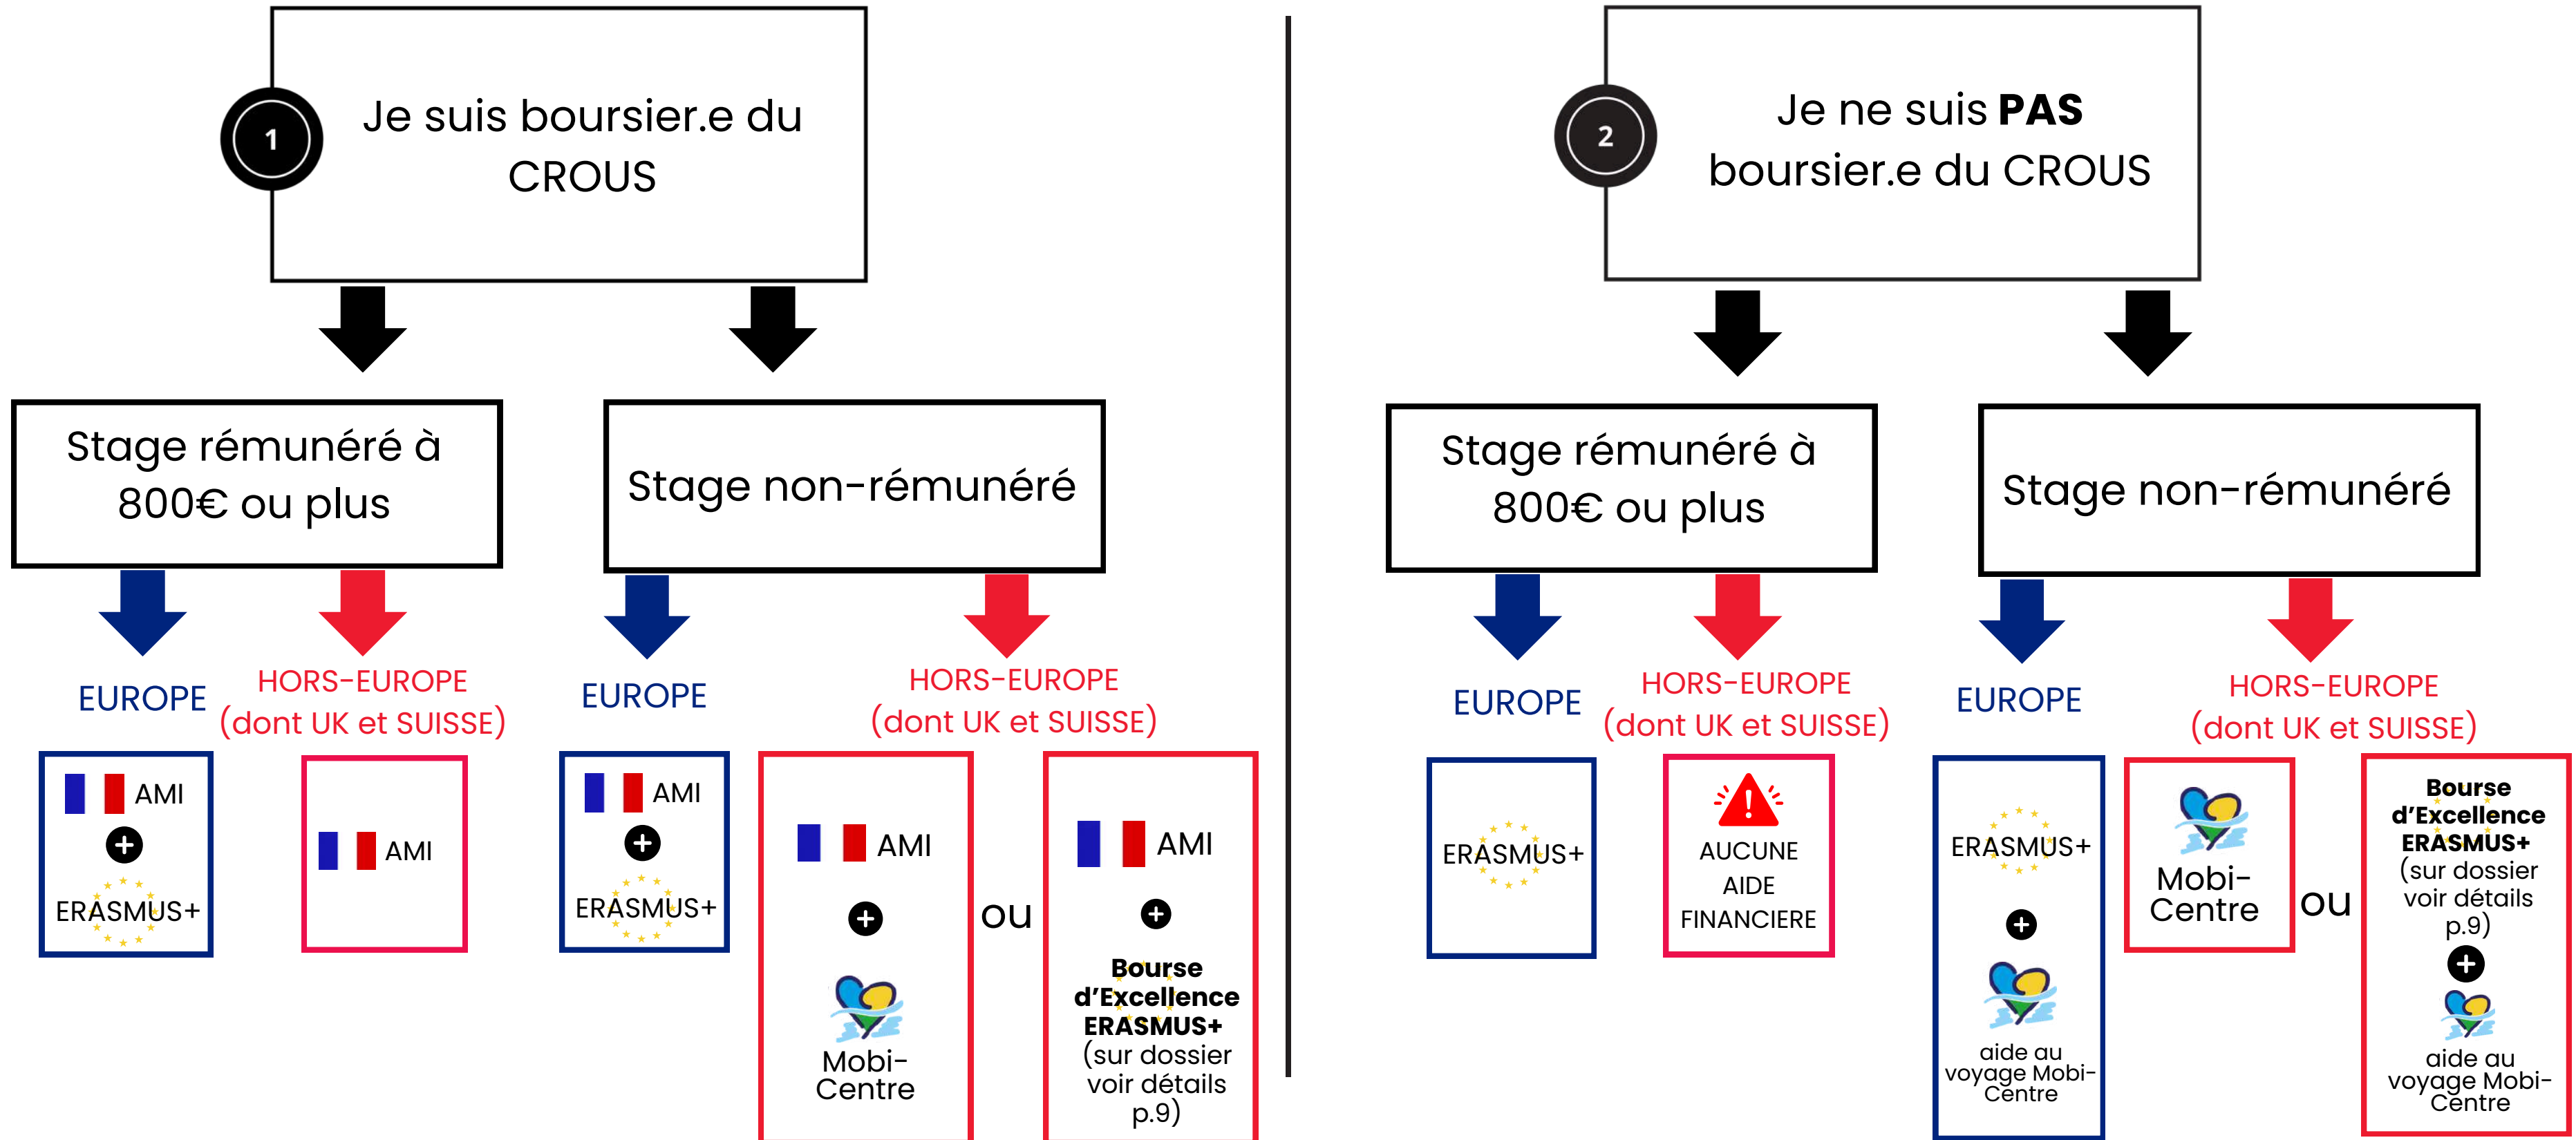 1
Je suis boursier.e du
CROUS
Stage rémunéré à
800€ ou plus
Stage non-rémunéré
EUROPE
HORS-EUROPE
(dont UK et SUISSE)
EUROPE
HORS-EUROPE
(dont UK et SUISSE)
AMI
+
ERASMUS+
AMI
AMI
+
ERASMUS+
AMI
+
Mobi-
Centre
ou
AMI
+
Bourse
d'Excellence
ERASMUS+
(sur dossier
voir détails
p.9)
2
Je ne suis PAS
boursier.e du CROUS
Stage rémunéré à
800€ ou plus
Stage non-rémunéré
EUROPE
HORS-EUROPE
(dont UK et SUISSE)
EUROPE
HORS-EUROPE
(dont UK et SUISSE)
ERASMUS+
AUCUNE
AIDE
FINANCIERE
ERASMUS+
+
aide au
voyage Mobi-
Centre
Mobi-
Centre
ou
Bourse
d'Excellence
ERASMUS+
(sur dossier
voir détails
p.9)
+
aide au
voyage Mobi-
Centre